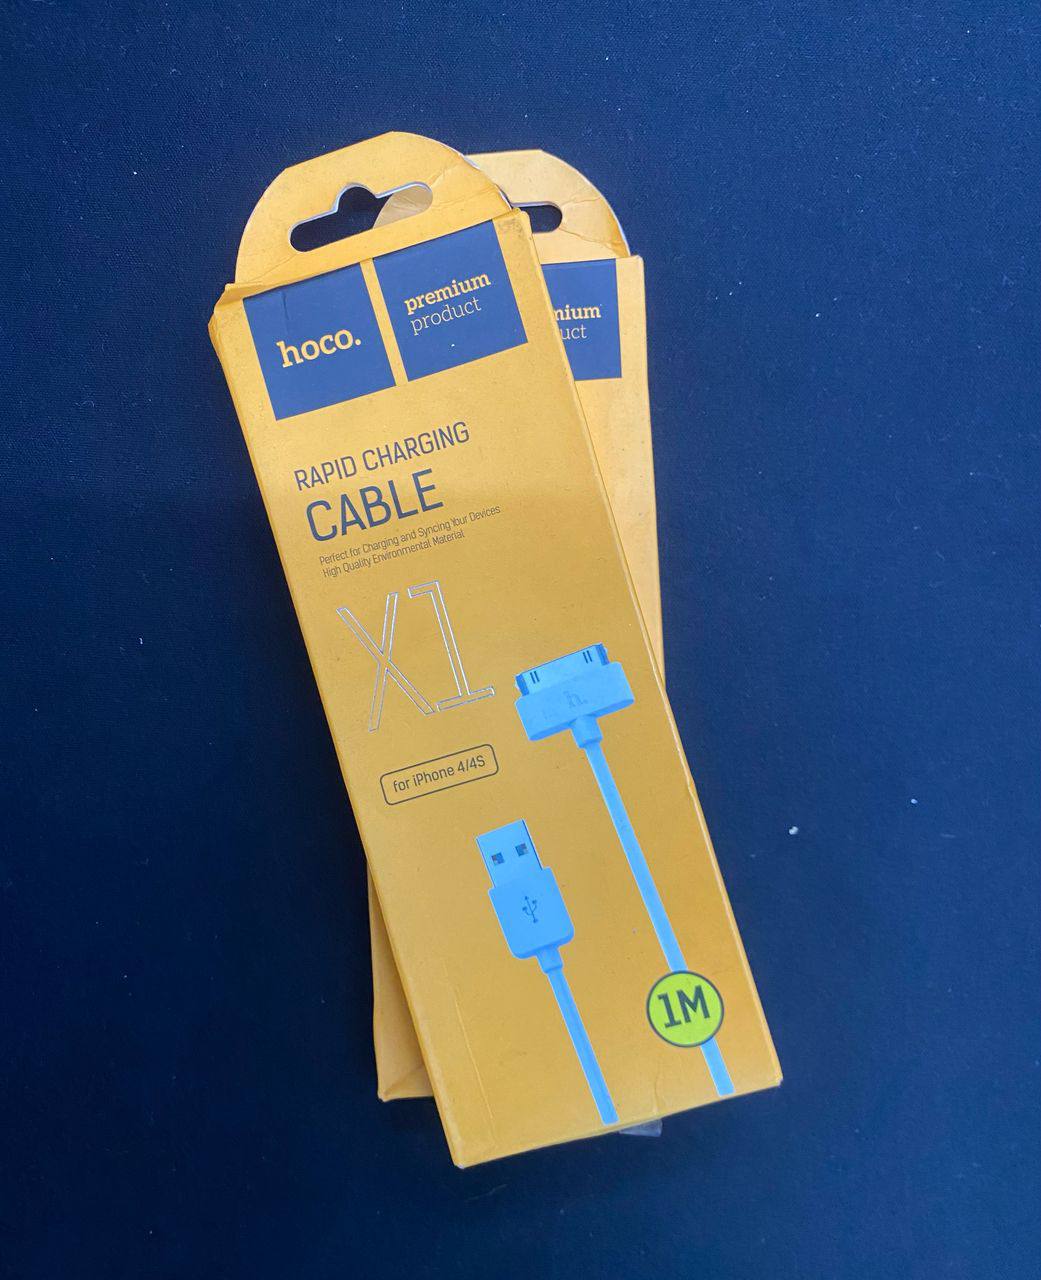 hoco.
premium
product
RAPID CHARGING
CABLE
Perfect for Charging and Syncing Your Devices
High Quality Environmental Material
X1
h.
for iPhone 4/4S
1M
mium
uct